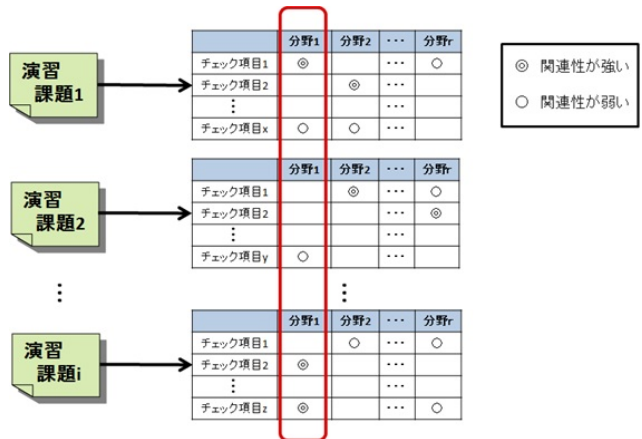 演習
課題1
分野1 分野2 ・・・ 分野r
チェック項目1 ◎ ・・・ ○
チェック項目2 ◎ ・・・
⋮ ・・・
チェック項目x ○ ○ ・・・
◎ 関連性が強い
○ 関連性が弱い
演習
課題2
分野1 分野2 ・・・ 分野r
チェック項目1 ◎ ・・・ ○
チェック項目2 ・・・ ◎
⋮ ・・・
チェック項目y ○ ・・・
⋮ ⋮
演習
課題i
分野1 分野2 ・・・ 分野r
チェック項目1 ○ ・・・ ○
チェック項目2 ◎ ・・・
⋮ ・・・
チェック項目z ◎ ・・・ ○